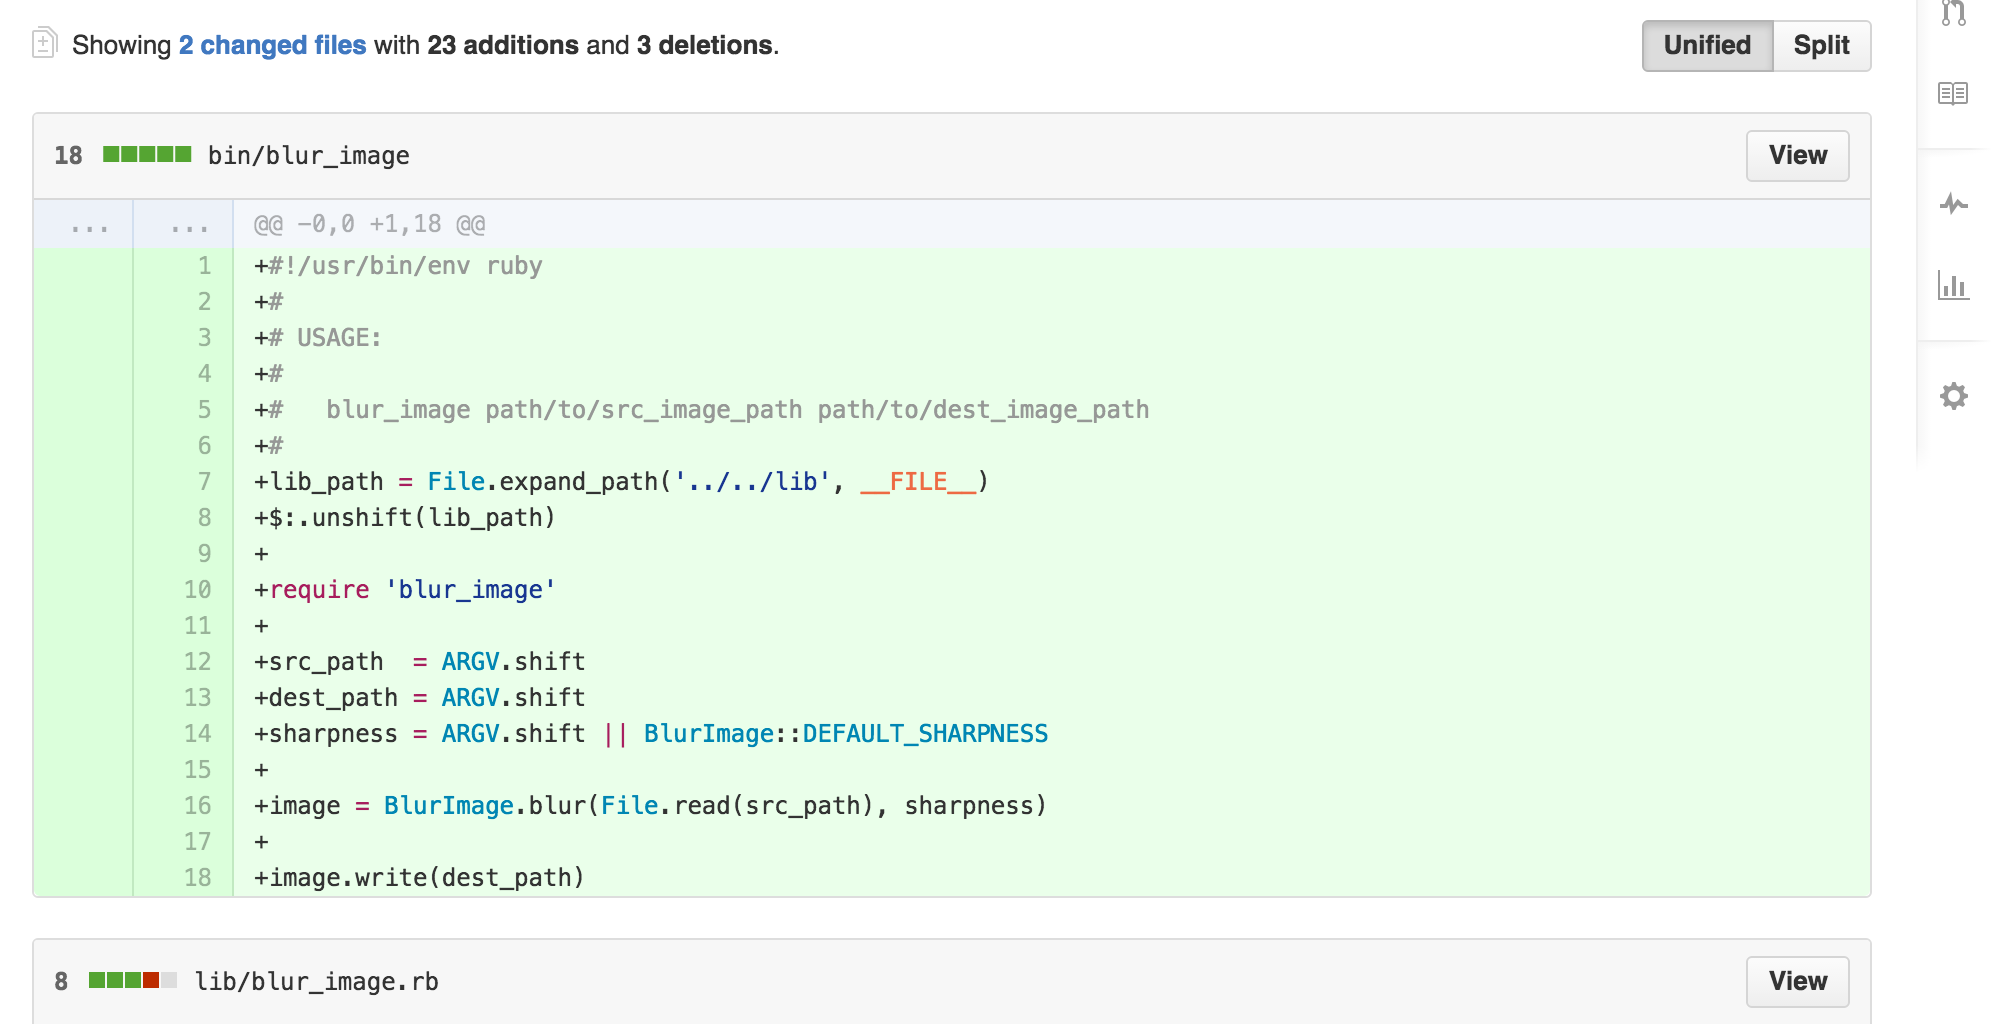 Showing 2 changed files with 23 additions and 3 deletions.
Unified Split
18 bin/blur_image View
... ... @@ -0,0 +1,18 @@
1 +#!/usr/bin/env ruby
2 +#
3 +# USAGE:
4 +#
5 +#   blur_image path/to/src_image_path path/to/dest_image_path
6 +#
7 +lib_path = File.expand_path('../../lib', __FILE__)
8 +$:.unshift(lib_path)
9 +
10 +require 'blur_image'
11 +
12 +src_path  = ARGV.shift
13 +dest_path = ARGV.shift
14 +sharpness = ARGV.shift || BlurImage::DEFAULT_SHARPNESS
15 +
16 +image = BlurImage.blur(File.read(src_path), sharpness)
17 +
18 +image.write(dest_path)
8 lib/blur_image.rb View